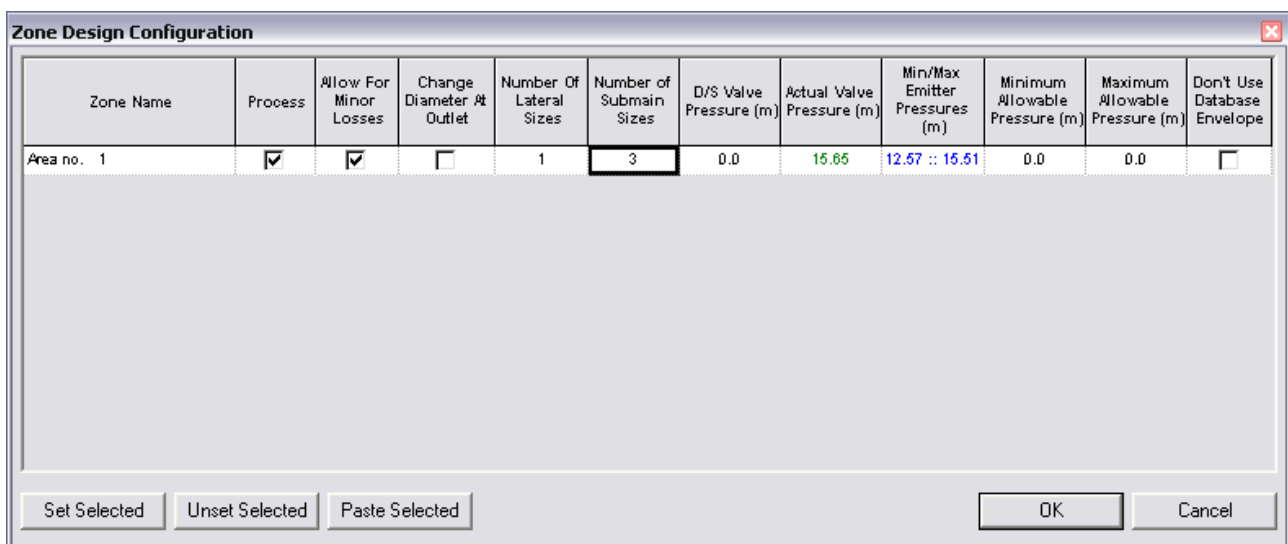 Zone Design Configuration
Zone Name
Process
Allow For
Minor
Losses
Change
Diameter At
Outlet
Number Of
Lateral
Sizes
Number of
Submain
Sizes
D/S Valve
Pressure (m)
Actual Valve
Pressure (m)
Min/Max
Emitter
Pressures
(m)
Minimum
Allowable
Pressure (m)
Maximum
Allowable
Pressure (m)
Don't Use
Database
Envelope
Area no. 1
1
3
0.0
15.65
12.57 :: 15.51
0.0
0.0
Set Selected
Unset Selected
Paste Selected
OK
Cancel